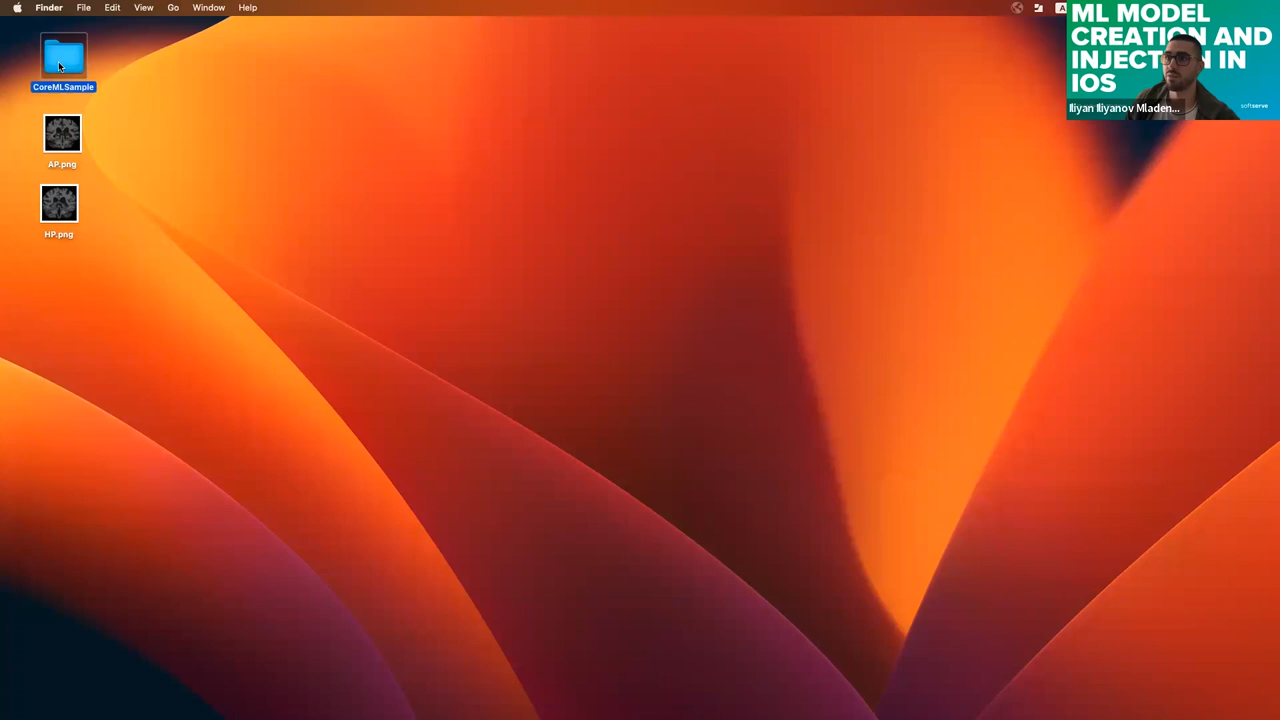 Finder File Edit View Go Window Help
A
CoreMLSample
AP.png
HP.png
ML MODEL
CREATION AND
INJECTION IN
IOS
Iliyan Iliyanov Mladen...
softserve